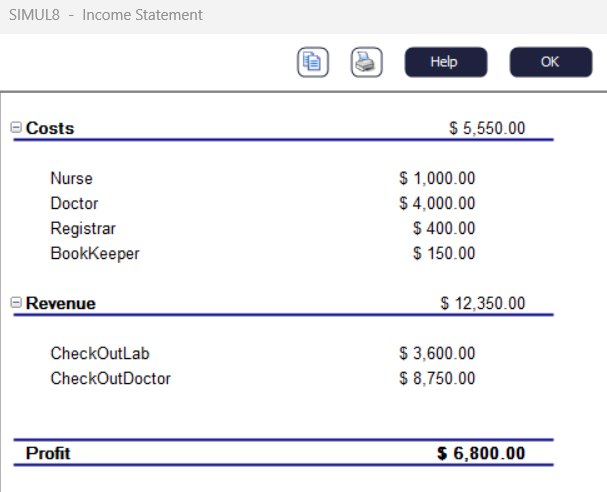 SIMUL8 - Income Statement
Help OK
Costs $ 5,550.00
Nurse $ 1,000.00
Doctor $ 4,000.00
Registrar $ 400.00
BookKeeper $ 150.00
Revenue $ 12,350.00
CheckOutLab $ 3,600.00
CheckOutDoctor $ 8,750.00
Profit $ 6,800.00